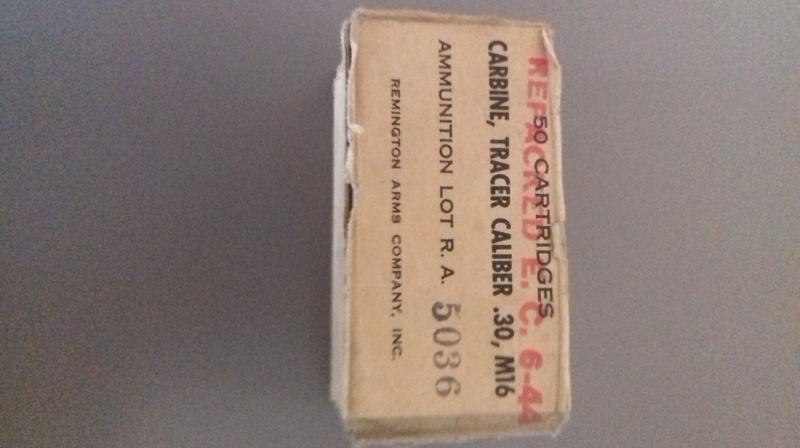 REPACKED E. C. 6-44
50 CARTRIDGES
CARBINE, TRACER CALIBER .30, M16
AMMUNITION LOT R. A. 5036
REMINGTON ARMS COMPANY, INC.